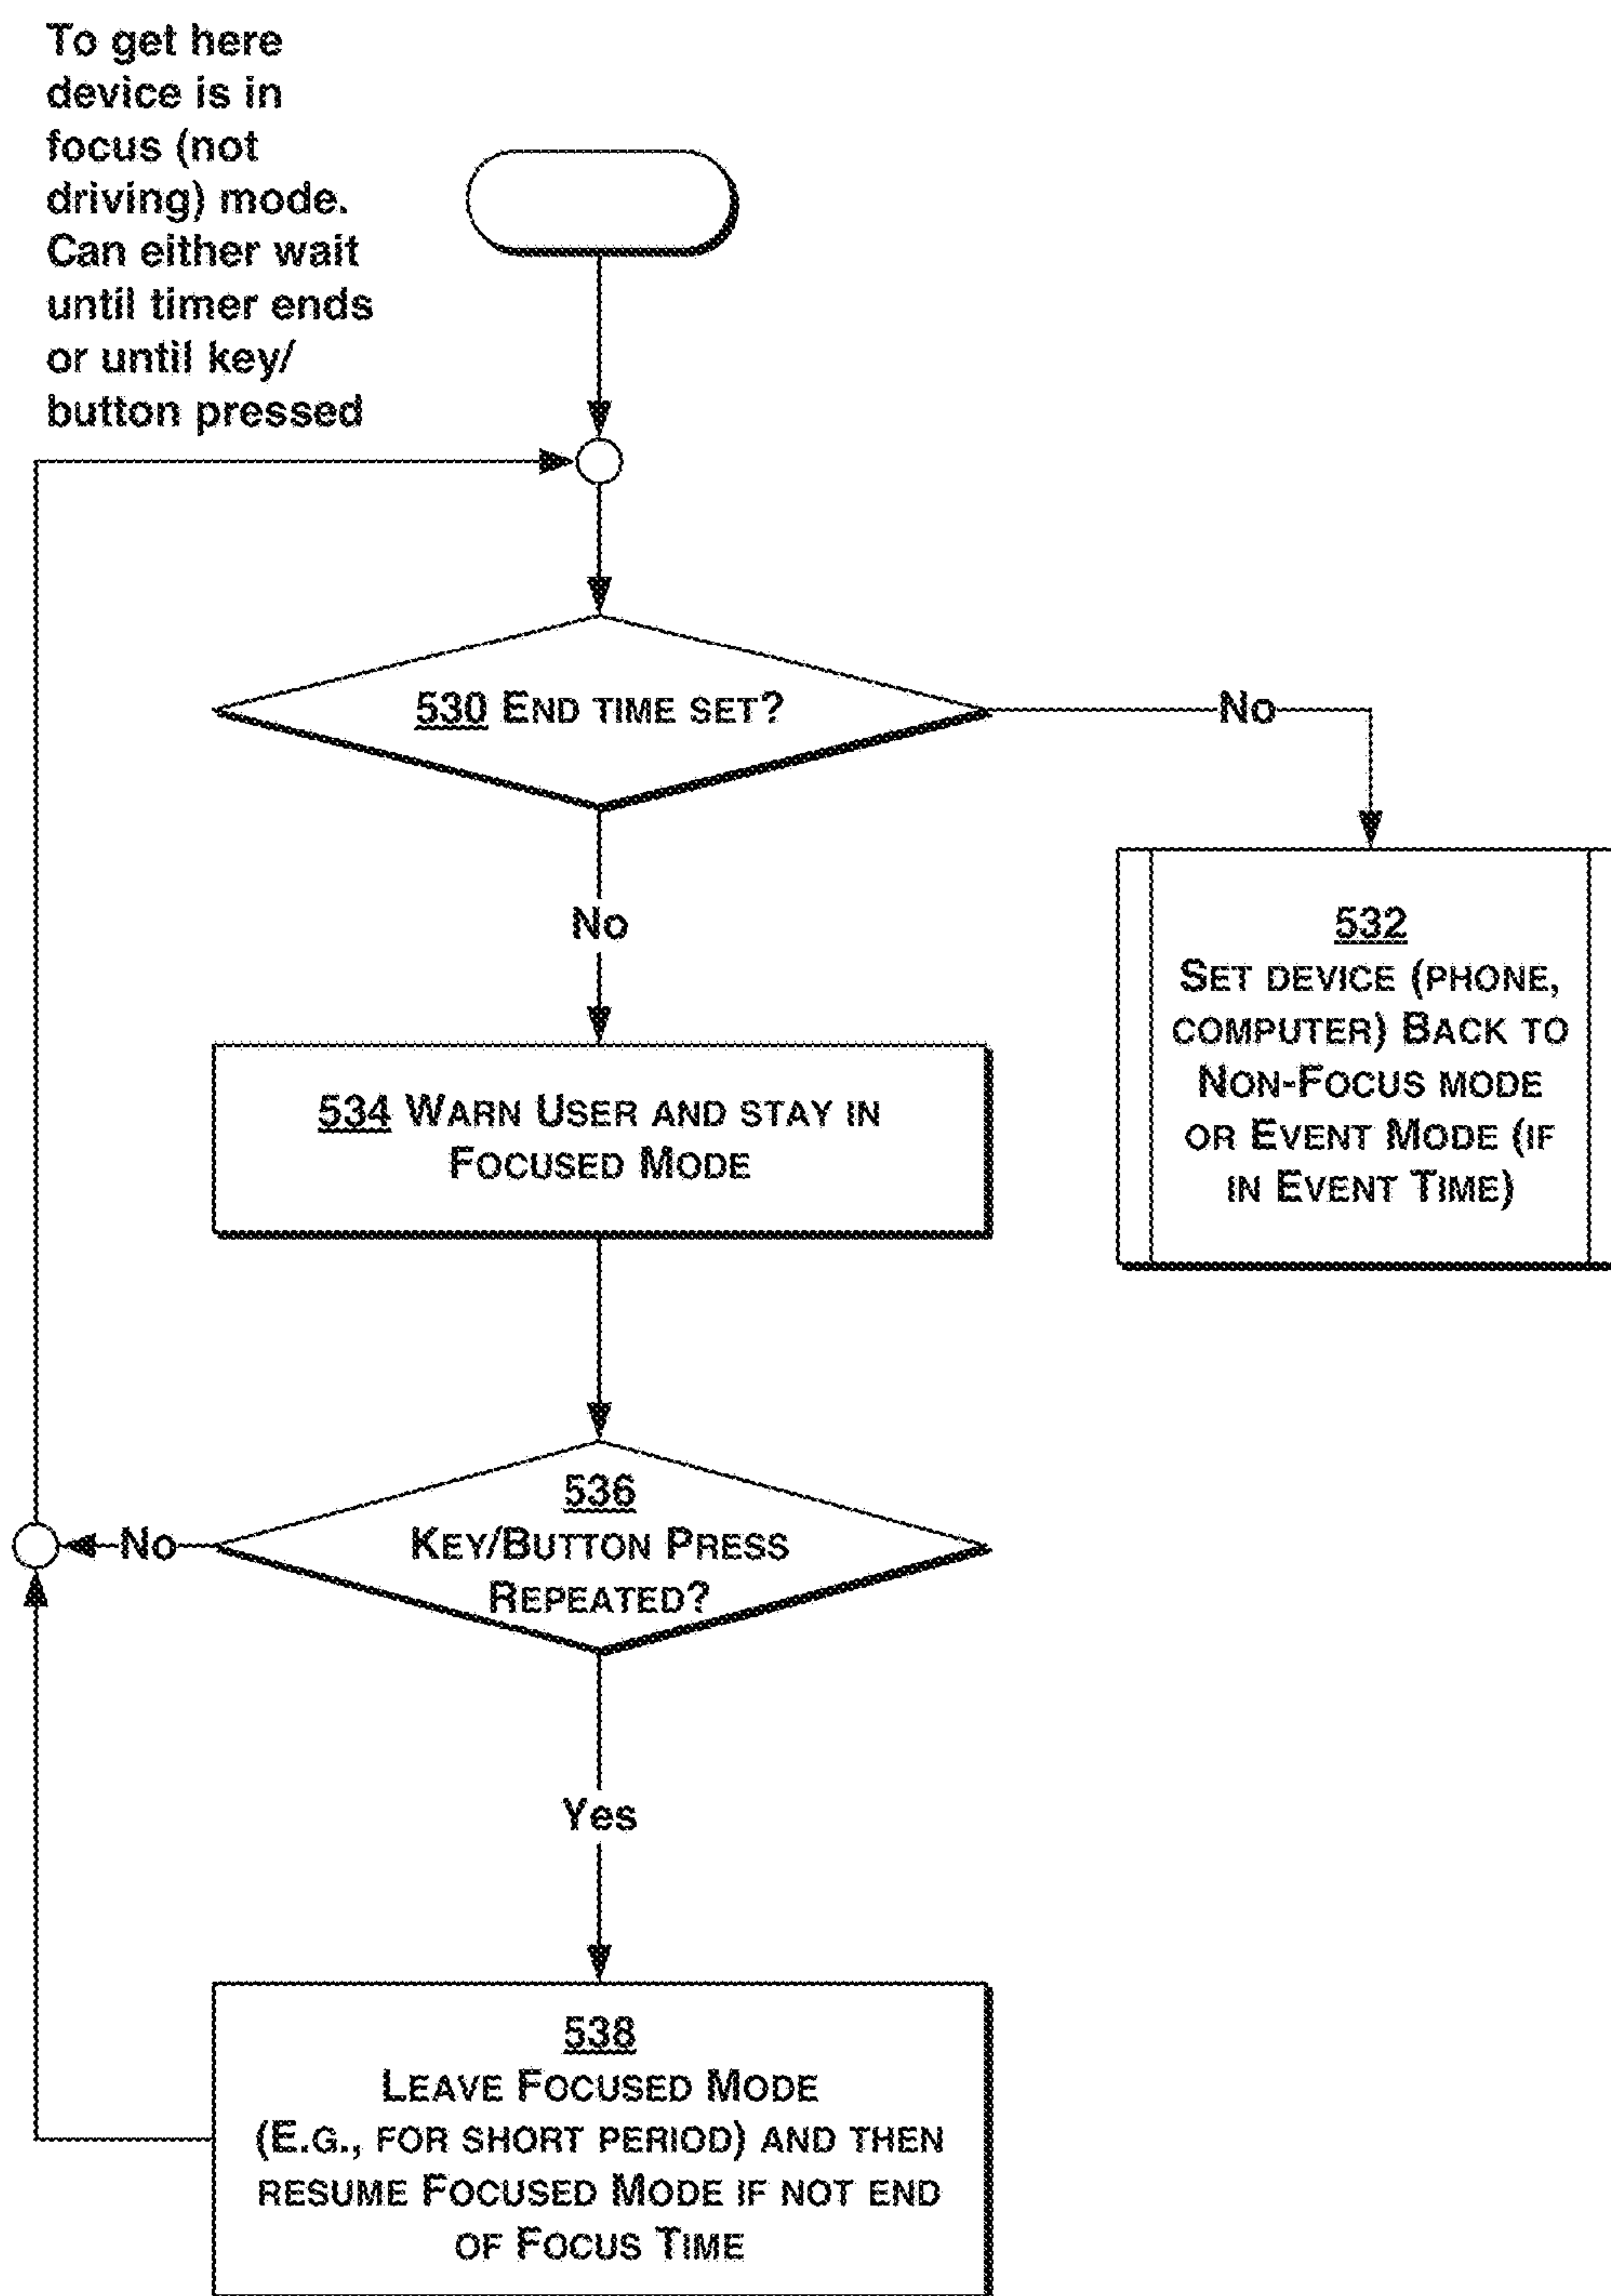 To get here
device is in
focus (not
driving) mode.
Can either wait
until timer ends
or until key/
button pressed
530 END TIME SET?
No
No
532
SET DEVICE (PHONE,
COMPUTER) BACK TO
NON-FOCUS MODE
OR EVENT MODE (IF
IN EVENT TIME)
534 WARN USER AND STAY IN
FOCUSED MODE
536
KEY/BUTTON PRESS
REPEATED?
No
Yes
538
LEAVE FOCUSED MODE
(E.G., FOR SHORT PERIOD) AND THEN
RESUME FOCUSED MODE IF NOT END
OF FOCUS TIME